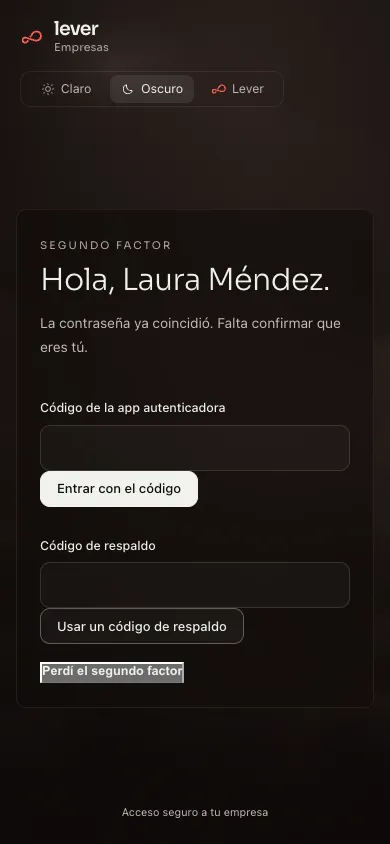 lever
Empresas
Claro
Oscuro
Lever
SEGUNDO FACTOR
Hola, Laura Méndez.
La contraseña ya coincidió. Falta confirmar que
eres tú.
Código de la app autenticadora
Entrar con el código
Código de respaldo
Usar un código de respaldo
Perdí el segundo factor
Acceso seguro a tu empresa